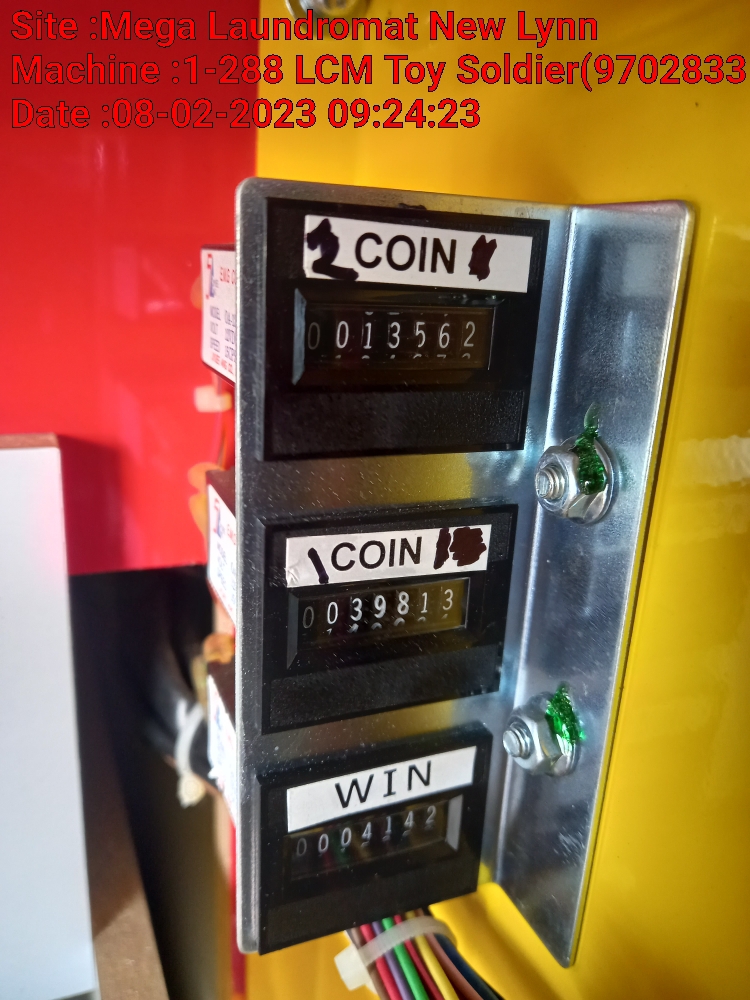 Site :Mega Laundromat New Lynn
Machine :1-288 LCM Toy Soldier(9702833
Date :08-02-2023 09:24:23
2 COIN
0013562
1 COIN
0039813
WIN
0004142